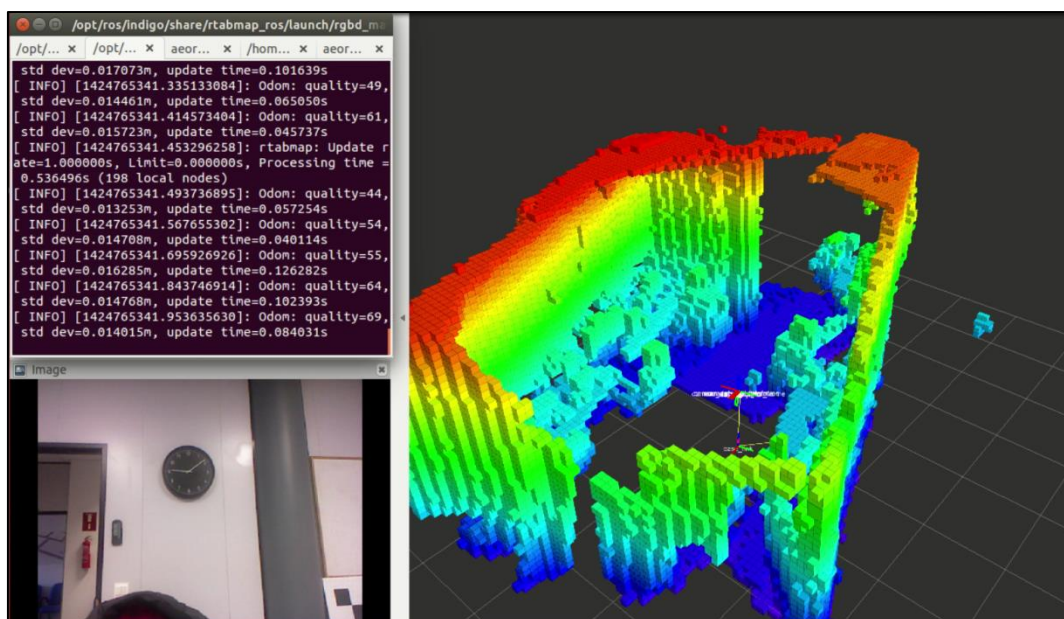 /opt/ros/indigo/share/rtabmap_ros/launch/rgbd_ma
/opt/... × /opt/... × aeor... × /hom... × aeor... ×
std dev=0.017073m, update time=0.101639s
[ INFO] [1424765341.335133084]: Odom: quality=49,
std dev=0.014461m, update time=0.065050s
[ INFO] [1424765341.414573404]: Odom: quality=61,
std dev=0.015723m, update time=0.045737s
[ INFO] [1424765341.453296258]: rtabmap: Update r
ate=1.000000s, Limit=0.000000s, Processing time =
0.536496s (198 local nodes)
[ INFO] [1424765341.493736895]: Odom: quality=44,
std dev=0.013253m, update time=0.057254s
[ INFO] [1424765341.567655302]: Odom: quality=54,
std dev=0.014708m, update time=0.040114s
[ INFO] [1424765341.695926926]: Odom: quality=55,
std dev=0.016285m, update time=0.126282s
[ INFO] [1424765341.843746914]: Odom: quality=64,
std dev=0.014768m, update time=0.102393s
[ INFO] [1424765341.953635630]: Odom: quality=69,
std dev=0.014015m, update time=0.084031s
Image